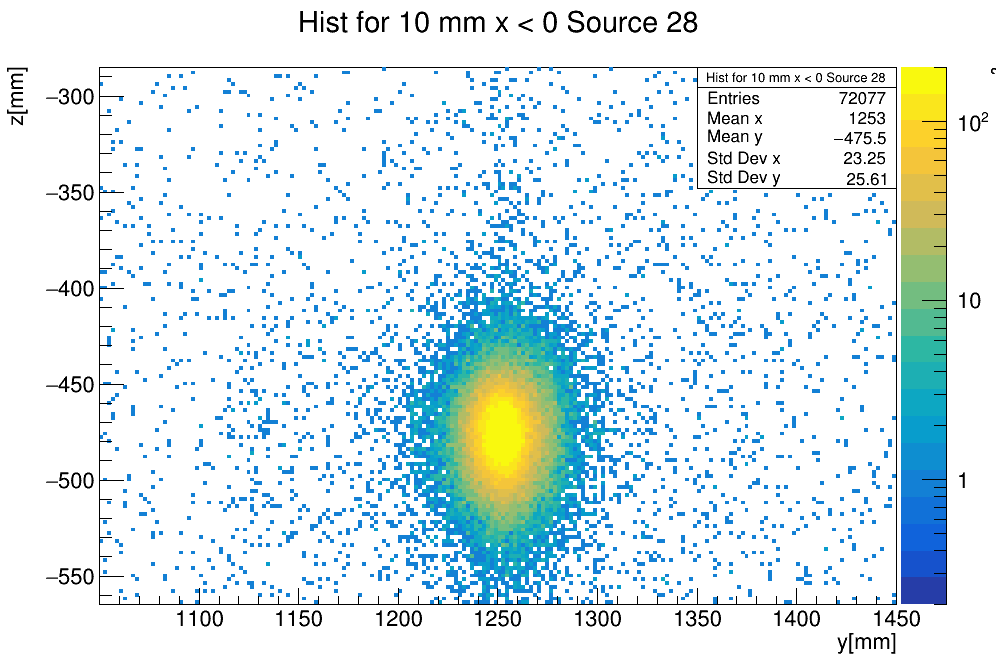 Hist for 10 mm x < 0 Source 28
z[mm]
Hist for 10 mm x < 0 Source 28
Entries 72077
Mean x 1253
Mean y −475.5
Std Dev x 23.25
Std Dev y 25.61
−300
−350
−400
−450
−500
−550
10²
10
1
1100 1150 1200 1250 1300 1350 1400 1450
y[mm]